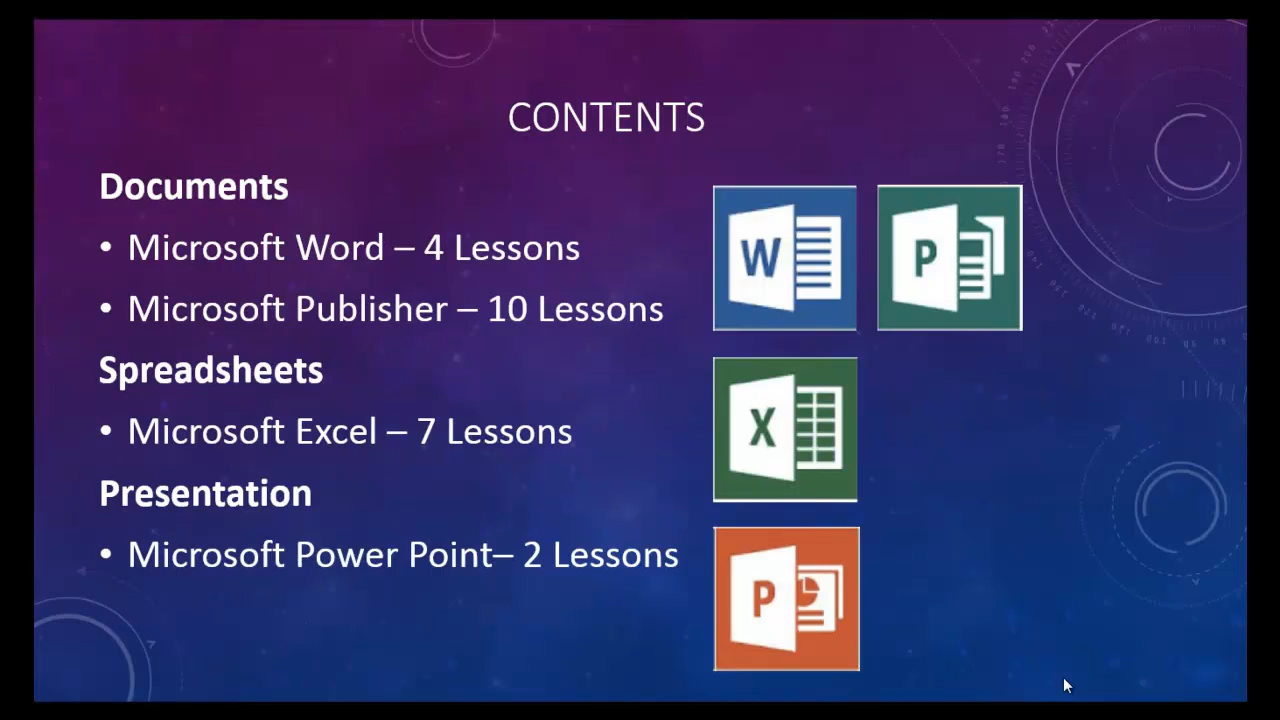 CONTENTS
Documents
• Microsoft Word – 4 Lessons
• Microsoft Publisher – 10 Lessons
Spreadsheets
• Microsoft Excel – 7 Lessons
Presentation
• Microsoft Power Point– 2 Lessons
W
P
X
P